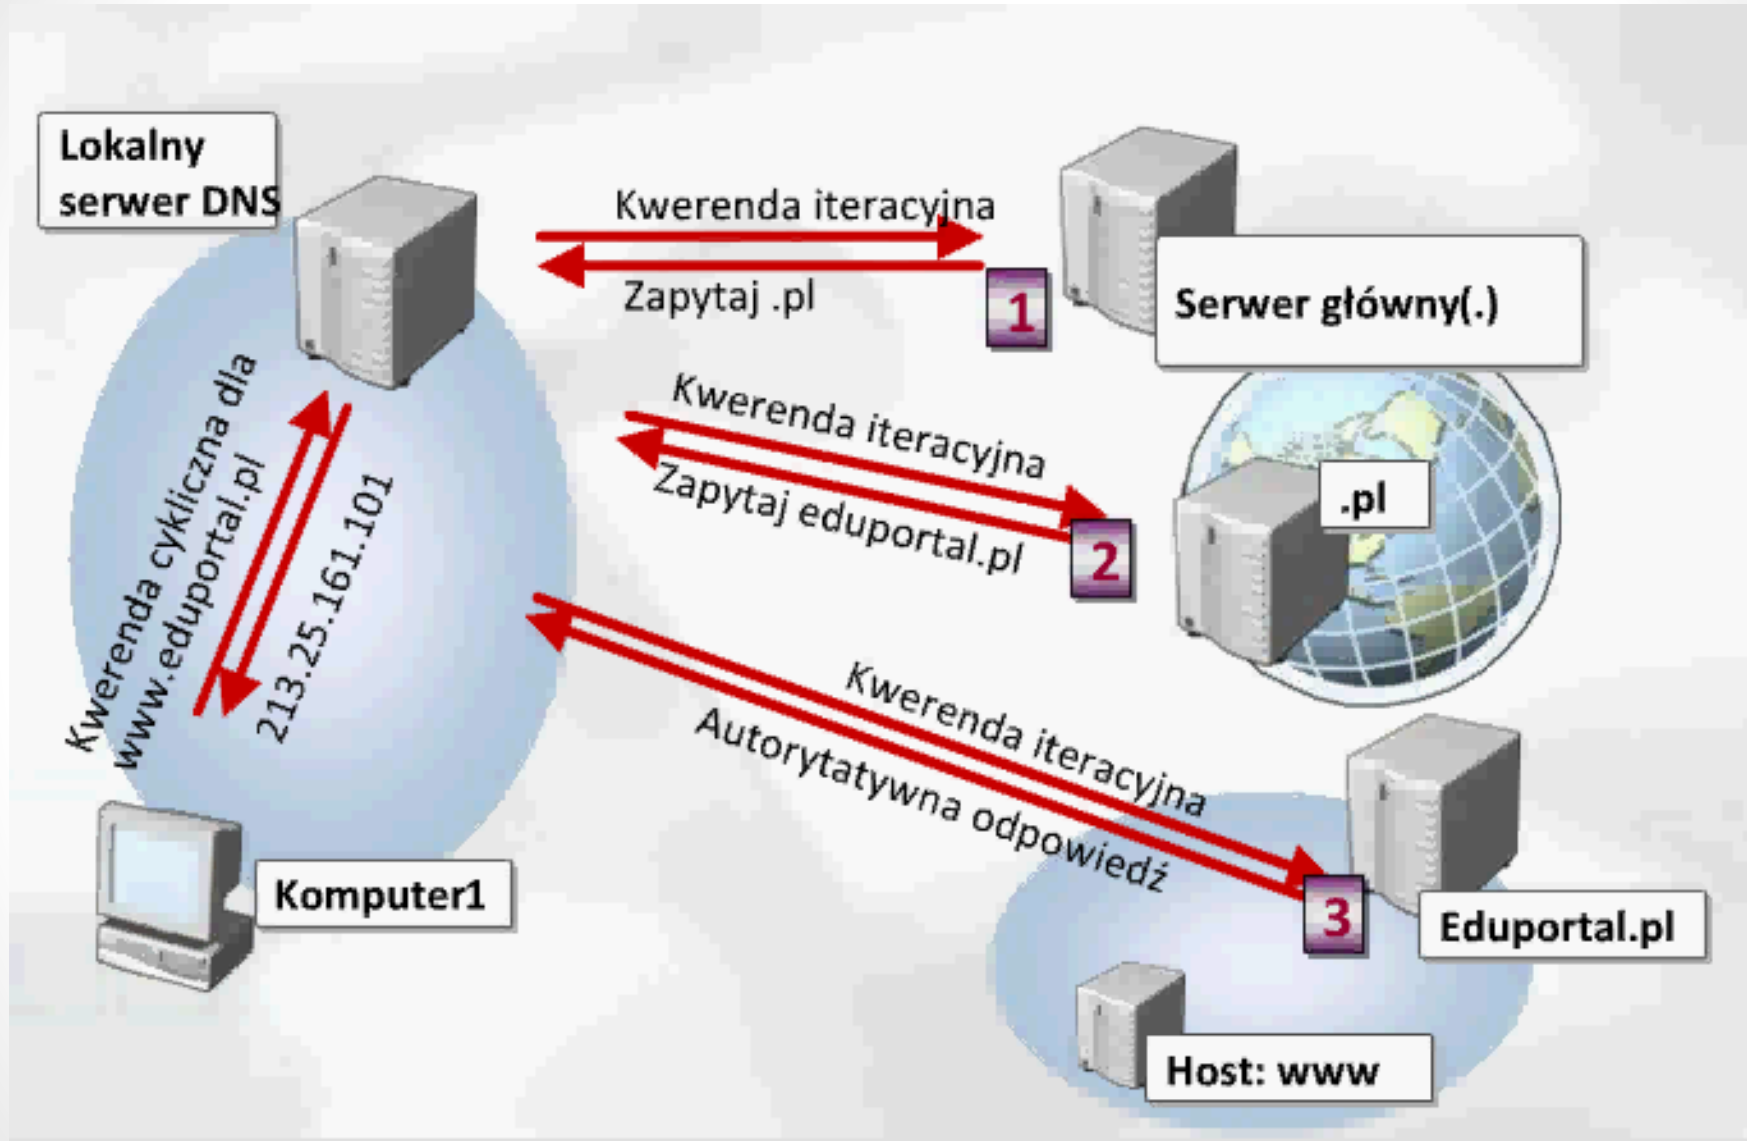 Lokalny
serwer DNS
Kwerenda iteracyjna
Zapytaj .pl
1
Serwer główny(.)
Kwerenda iteracyjna
Zapytaj eduportal.pl
2
.pl
Kwerenda cykliczna dla
www.eduportal.pl
213.25.161.101
Kwerenda iteracyjna
Autorytatywna odpowiedź
3
Komputer1
Eduportal.pl
Host: www